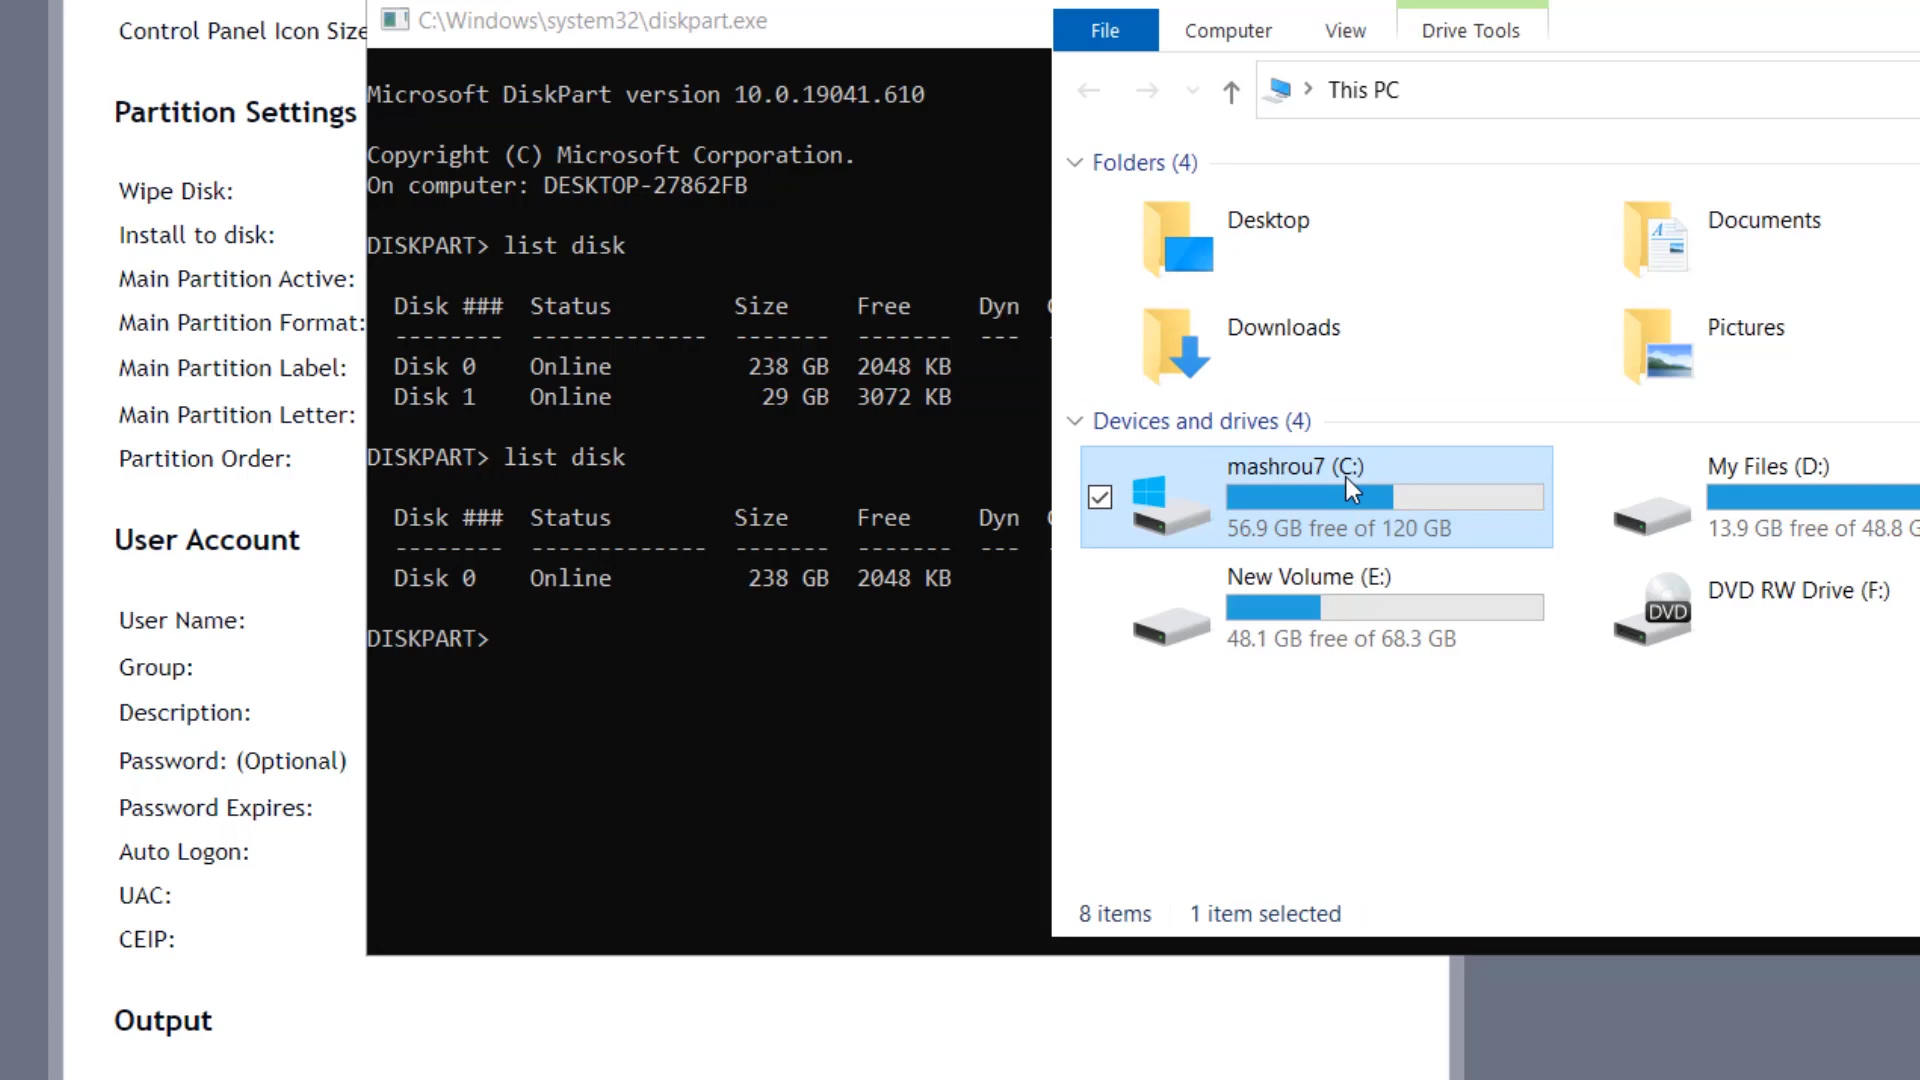 Control Panel Icon Size
Partition Settings
Wipe Disk:
Install to disk:
Main Partition Active:
Main Partition Format:
Main Partition Label:
Main Partition Letter:
Partition Order:
User Account
User Name:
Group:
Description:
Password: (Optional)
Password Expires:
Auto Logon:
UAC:
CEIP:
Output
C:\Windows\system32\diskpart.exe
Microsoft DiskPart version 10.0.19041.610
Copyright (C) Microsoft Corporation.
On computer: DESKTOP-27862FB
DISKPART> list disk
Disk ### Status Size Free Dyn
-------- ------------- ------- ------- ---
Disk 0 Online 238 GB 2048 KB
Disk 1 Online 29 GB 3072 KB
DISKPART> list disk
Disk ### Status Size Free Dyn
-------- ------------- ------- ------- ---
Disk 0 Online 238 GB 2048 KB
DISKPART>
File Computer View Drive Tools
This PC
Folders (4)
Desktop Documents
Downloads Pictures
Devices and drives (4)
mashrou7 (C:) My Files (D:)
56.9 GB free of 120 GB 13.9 GB free of 48.8 G
New Volume (E:) DVD RW Drive (F:)
DVD
48.1 GB free of 68.3 GB
8 items 1 item selected